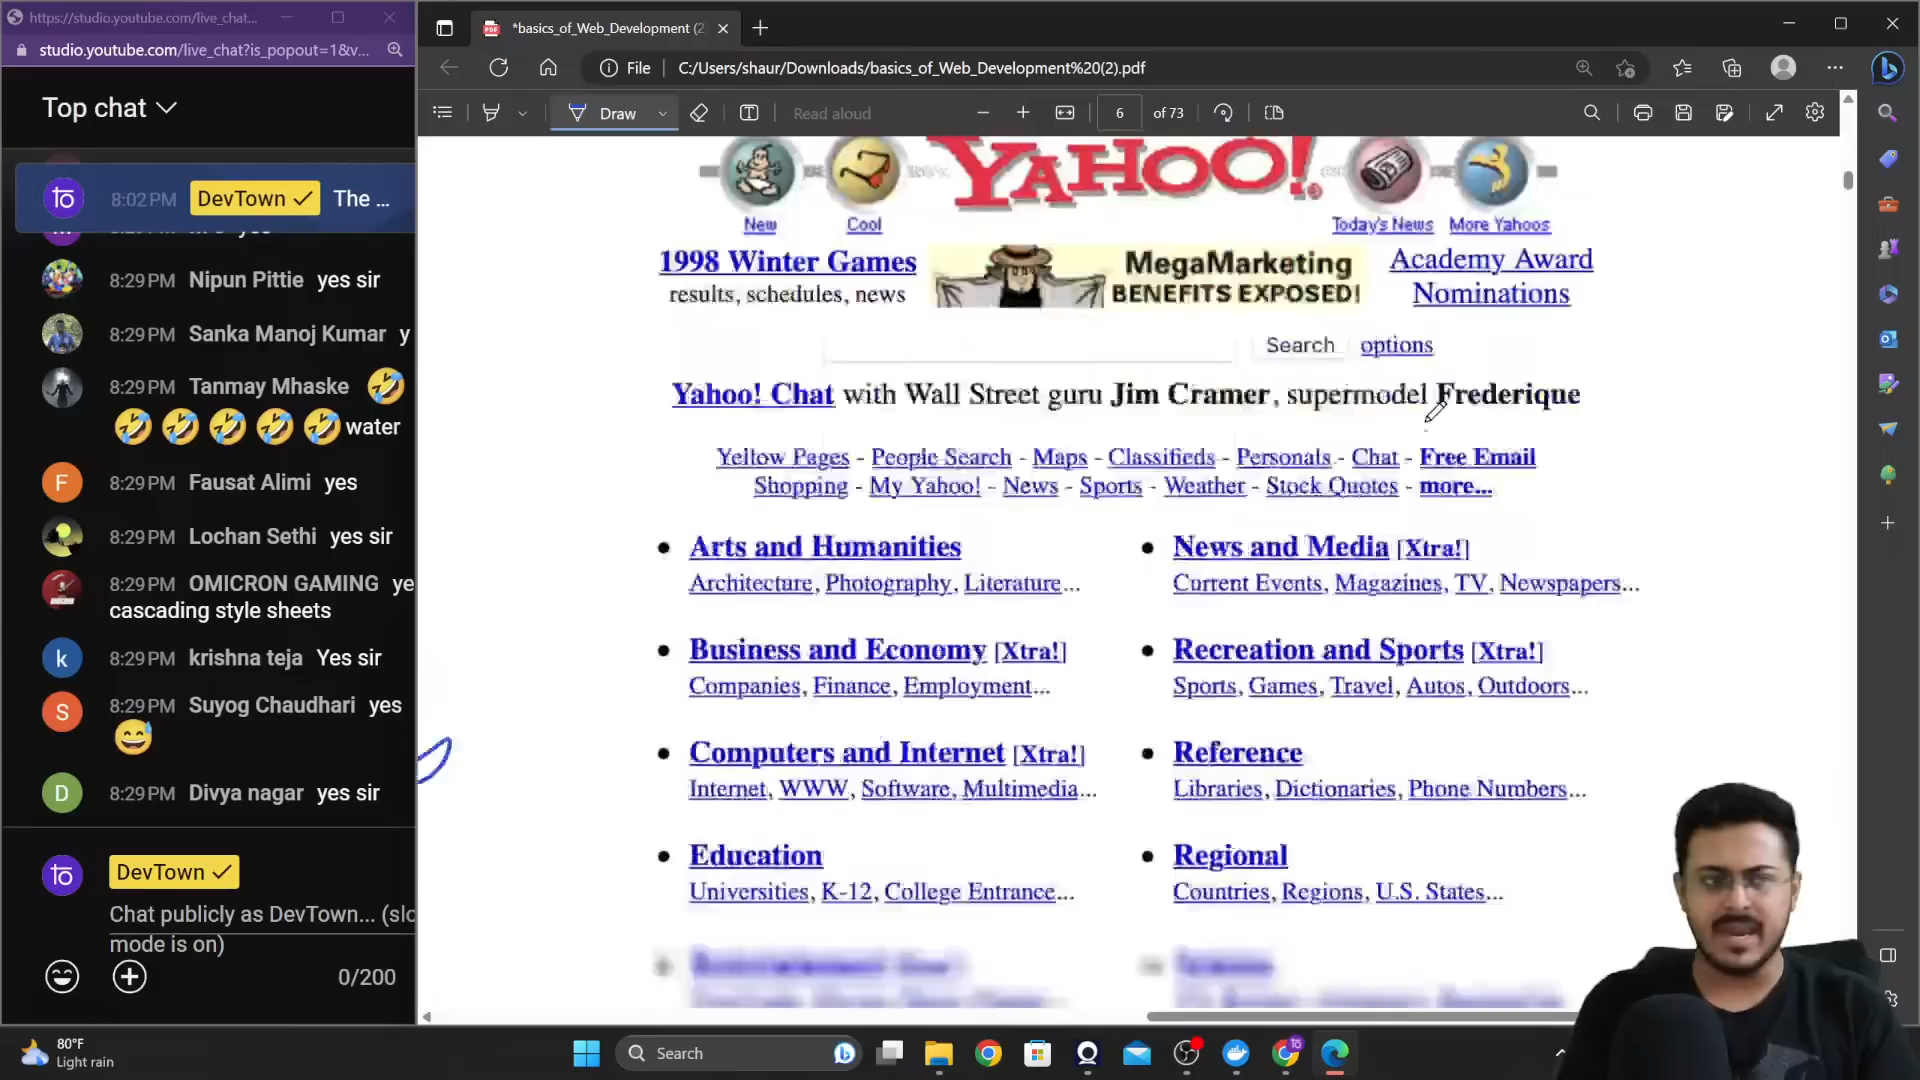 https://studio.youtube.com/live_chat...
studio.youtube.com/live_chat?is_popout=1&v...
Top chat
8:02 PM DevTown The ...
8:29 PM Nipun Pittie yes sir
8:29 PM Sanka Manoj Kumar y
8:29 PM Tanmay Mhaske 🤣
🤣🤣🤣🤣🤣 water
8:29 PM Fausat Alimi yes
8:29 PM Lochan Sethi yes sir
8:29 PM OMICRON GAMING ye
cascading style sheets
8:29 PM krishna teja Yes sir
8:29 PM Suyog Chaudhari yes
😅
8:29 PM Divya nagar yes sir
DevTown
Chat publicly as DevTown... (slo
mode is on)
0/200
*basics_of_Web_Development (2
File C:/Users/shaur/Downloads/basics_of_Web_Development%20(2).pdf
Draw Read aloud 6 of 73
YAHOO!
New Cool Today's News More Yahoos
1998 Winter Games
results, schedules, news
MegaMarketing
BENEFITS EXPOSED!
Academy Award
Nominations
Search options
Yahoo! Chat with Wall Street guru Jim Cramer, supermodel Frederique
Yellow Pages - People Search - Maps - Classifieds - Personals - Chat - Free Email
Shopping - My Yahoo! - News - Sports - Weather - Stock Quotes - more...
Arts and Humanities
Architecture, Photography, Literature...
News and Media [Xtra!]
Current Events, Magazines, TV, Newspapers...
Business and Economy [Xtra!]
Companies, Finance, Employment...
Recreation and Sports [Xtra!]
Sports, Games, Travel, Autos, Outdoors...
Computers and Internet [Xtra!]
Internet, WWW, Software, Multimedia...
Reference
Libraries, Dictionaries, Phone Numbers...
Education
Universities, K-12, College Entrance...
Regional
Countries, Regions, U.S. States...
80°F
Light rain
Search